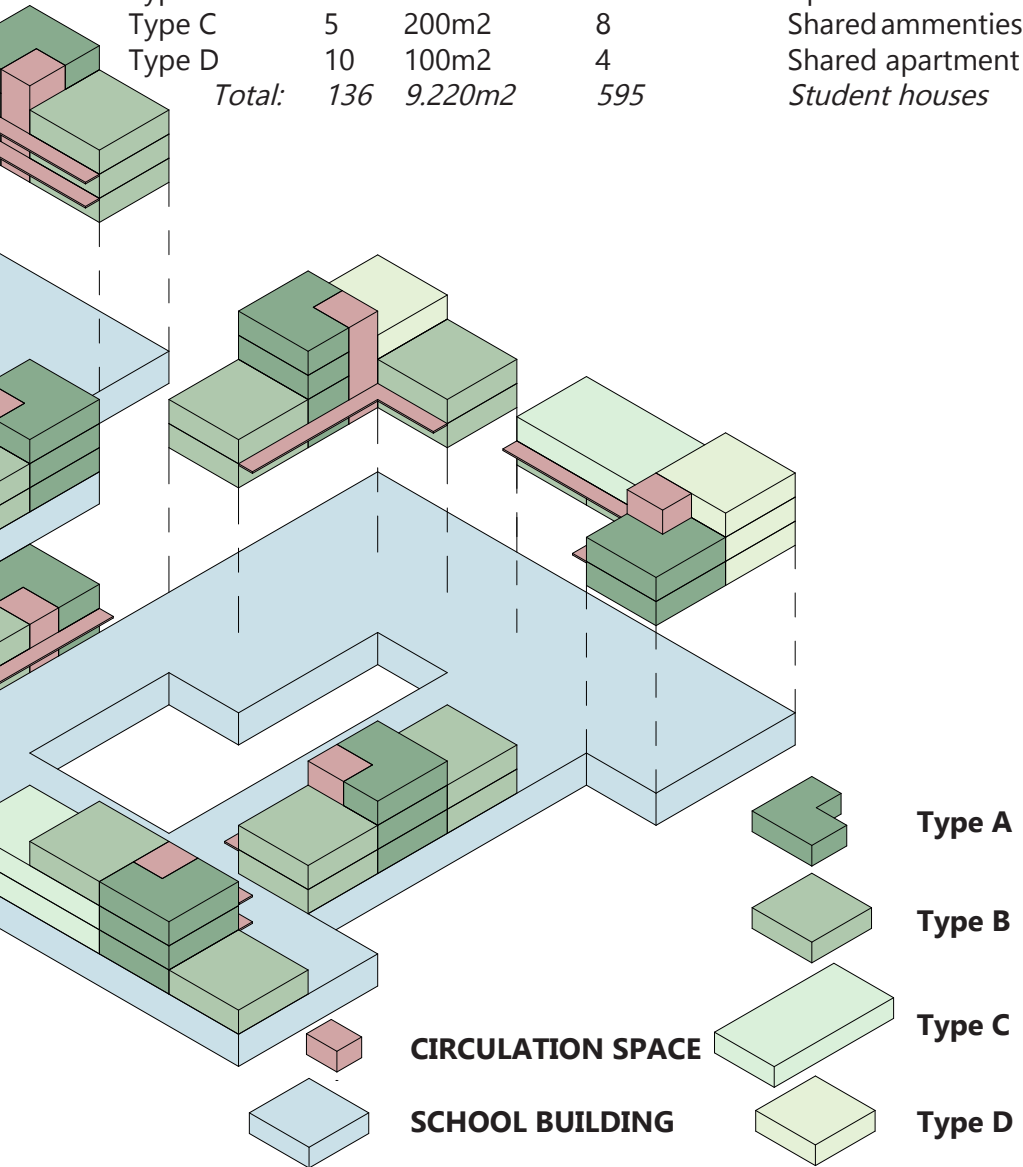 Type C 5 200m2 8 Shared ammenties
Type D 10 100m2 4 Shared apartment
Total: 136 9.220m2 595 Student houses
Type A
Type B
Type C
CIRCULATION SPACE
SCHOOL BUILDING
Type D